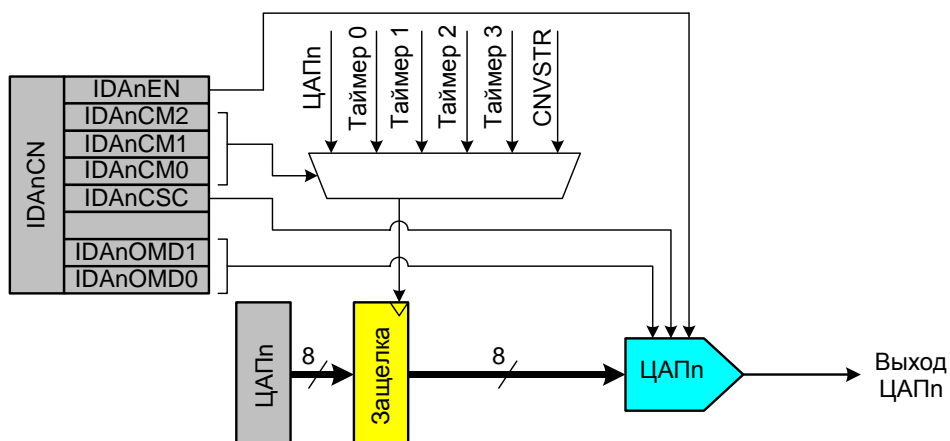 IDAnCN
IDAnEN
IDAnCM2
IDAnCM1
IDAnCM0
IDAnCSC
IDAnOMD1
IDAnOMD0
ЦАПn
Таймер 0
Таймер 1
Таймер 2
Таймер 3
CNVSTR
ЦАПn
8
Защелка
8
ЦАПn
Выход
ЦАПn